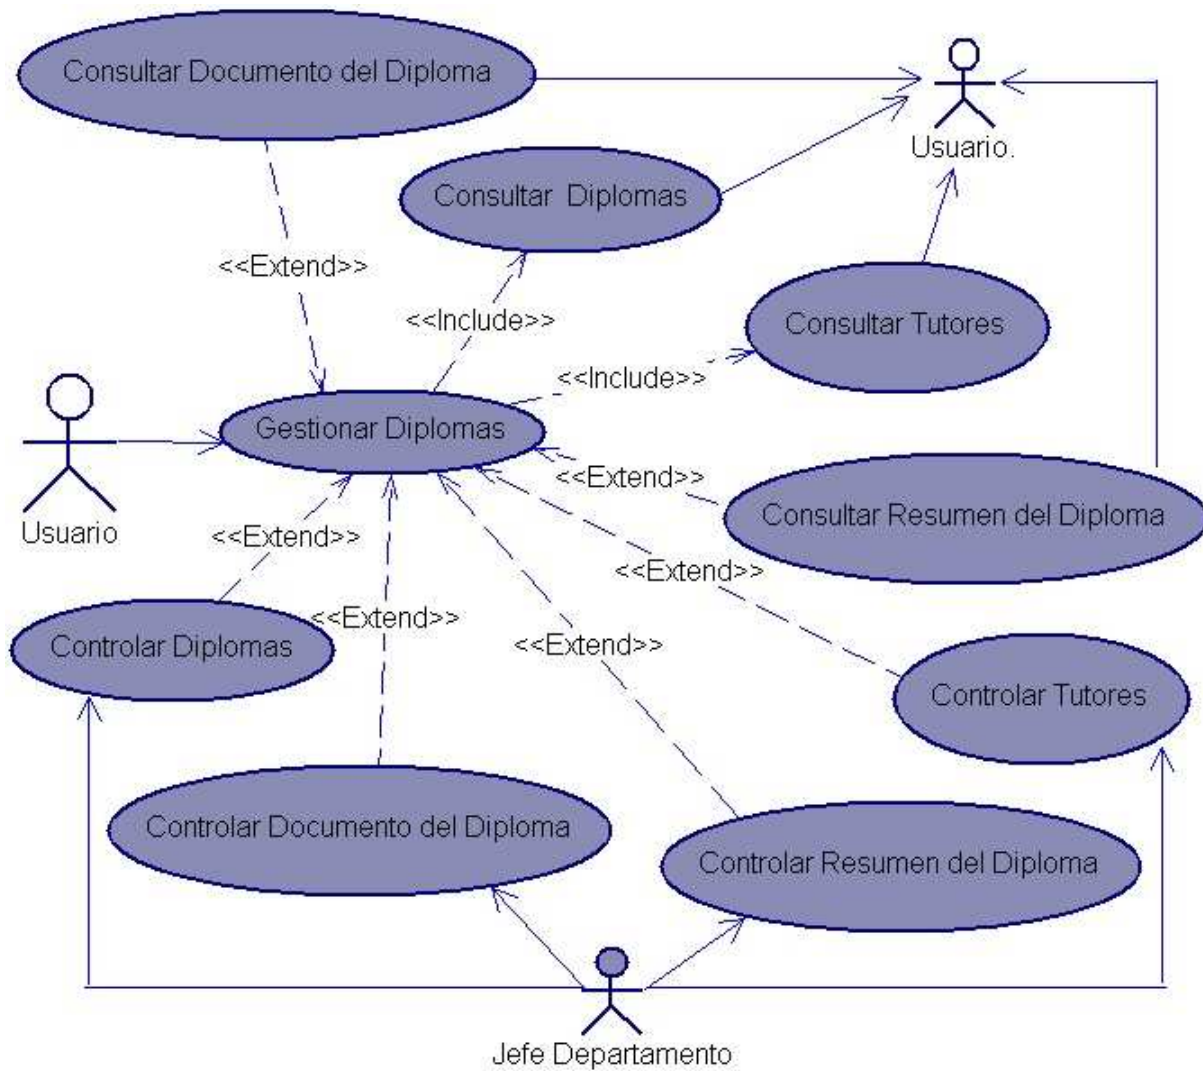 Consultar Documento del Diploma
Usuario.
Consultar Diplomas
<<Extend>>
<<Include>>
Consultar Tutores
<<Include>>
Gestionar Diplomas
<<Extend>>
Consultar Resumen del Diploma
Usuario
<<Extend>>
<<Extend>>
<<Extend>>
<<Extend>>
Controlar Diplomas
Controlar Tutores
Controlar Documento del Diploma
Controlar Resumen del Diploma
Jefe Departamento